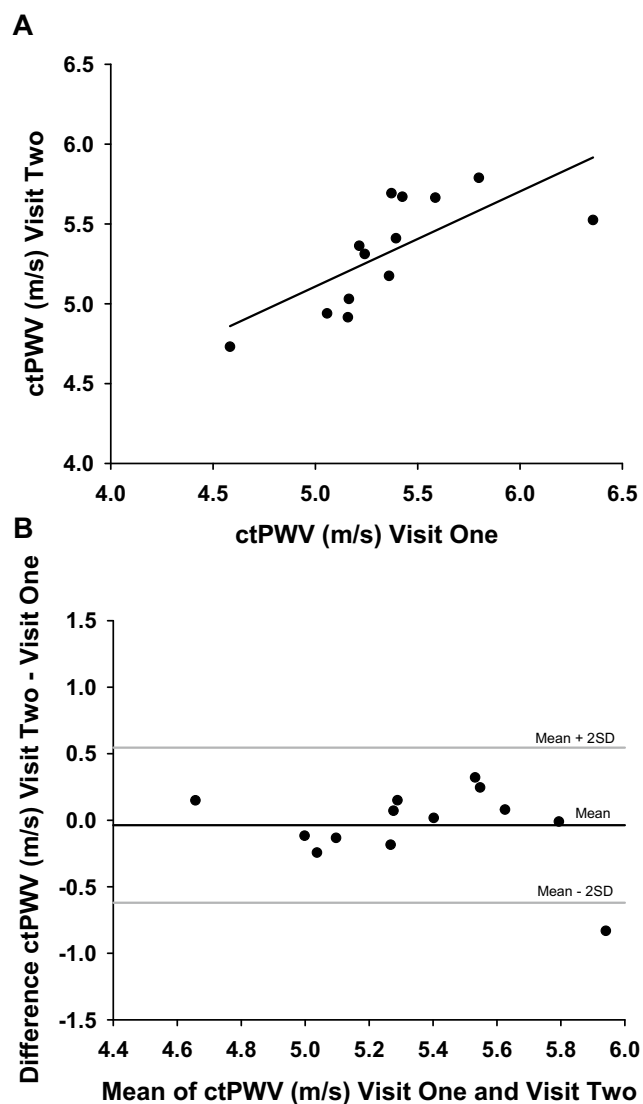 A
6.5
6.0
5.5
5.0
4.5
4.0
ctPWV (m/s) Visit Two
4.0 4.5 5.0 5.5 6.0 6.5
ctPWV (m/s) Visit One
B
1.5
1.0
0.5
0.0
-0.5
-1.0
-1.5
Difference ctPWV (m/s) Visit Two - Visit One
Mean + 2SD
Mean
Mean - 2SD
4.4 4.6 4.8 5.0 5.2 5.4 5.6 5.8 6.0
Mean of ctPWV (m/s) Visit One and Visit Two